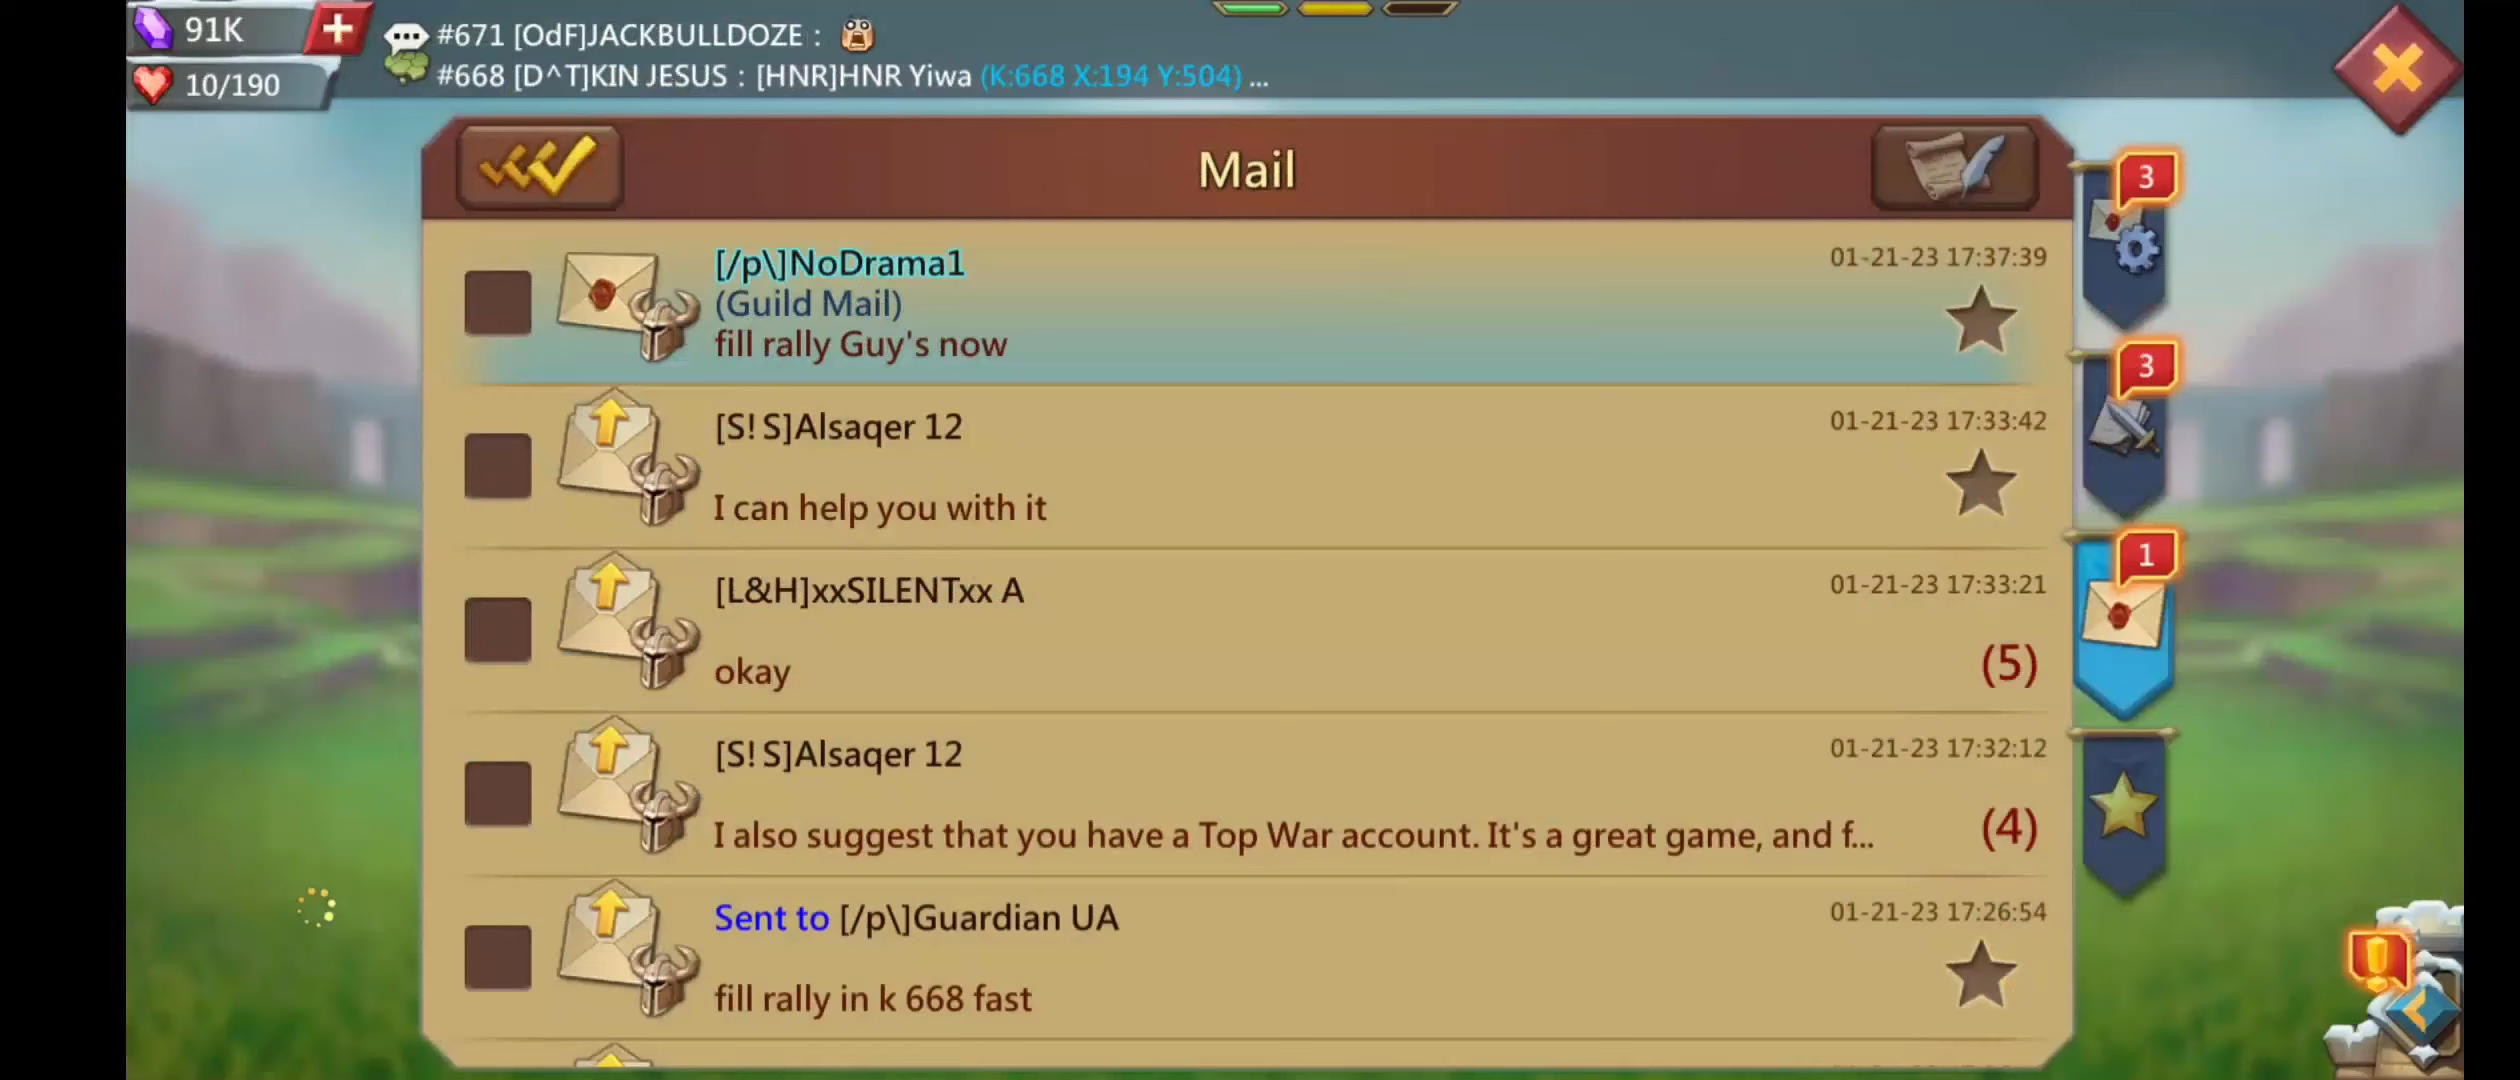 91K
10/190
#671 [OdF]JACKBULLDOZE :
#668 [D^T]KIN JESUS : [HNR]HNR Yiwa (K:668 X:194 Y:504) ...
Mail
[/p\]NoDrama1
01-21-23 17:37:39
(Guild Mail)
fill rally Guy's now
[S! S]Alsaqer 12
01-21-23 17:33:42
I can help you with it
[L&H]xxSILENTxx A
01-21-23 17:33:21
okay
(5)
[S! S]Alsaqer 12
01-21-23 17:32:12
I also suggest that you have a Top War account. It's a great game, and f...
(4)
Sent to [/p\]Guardian UA
01-21-23 17:26:54
fill rally in k 668 fast
3
3
1